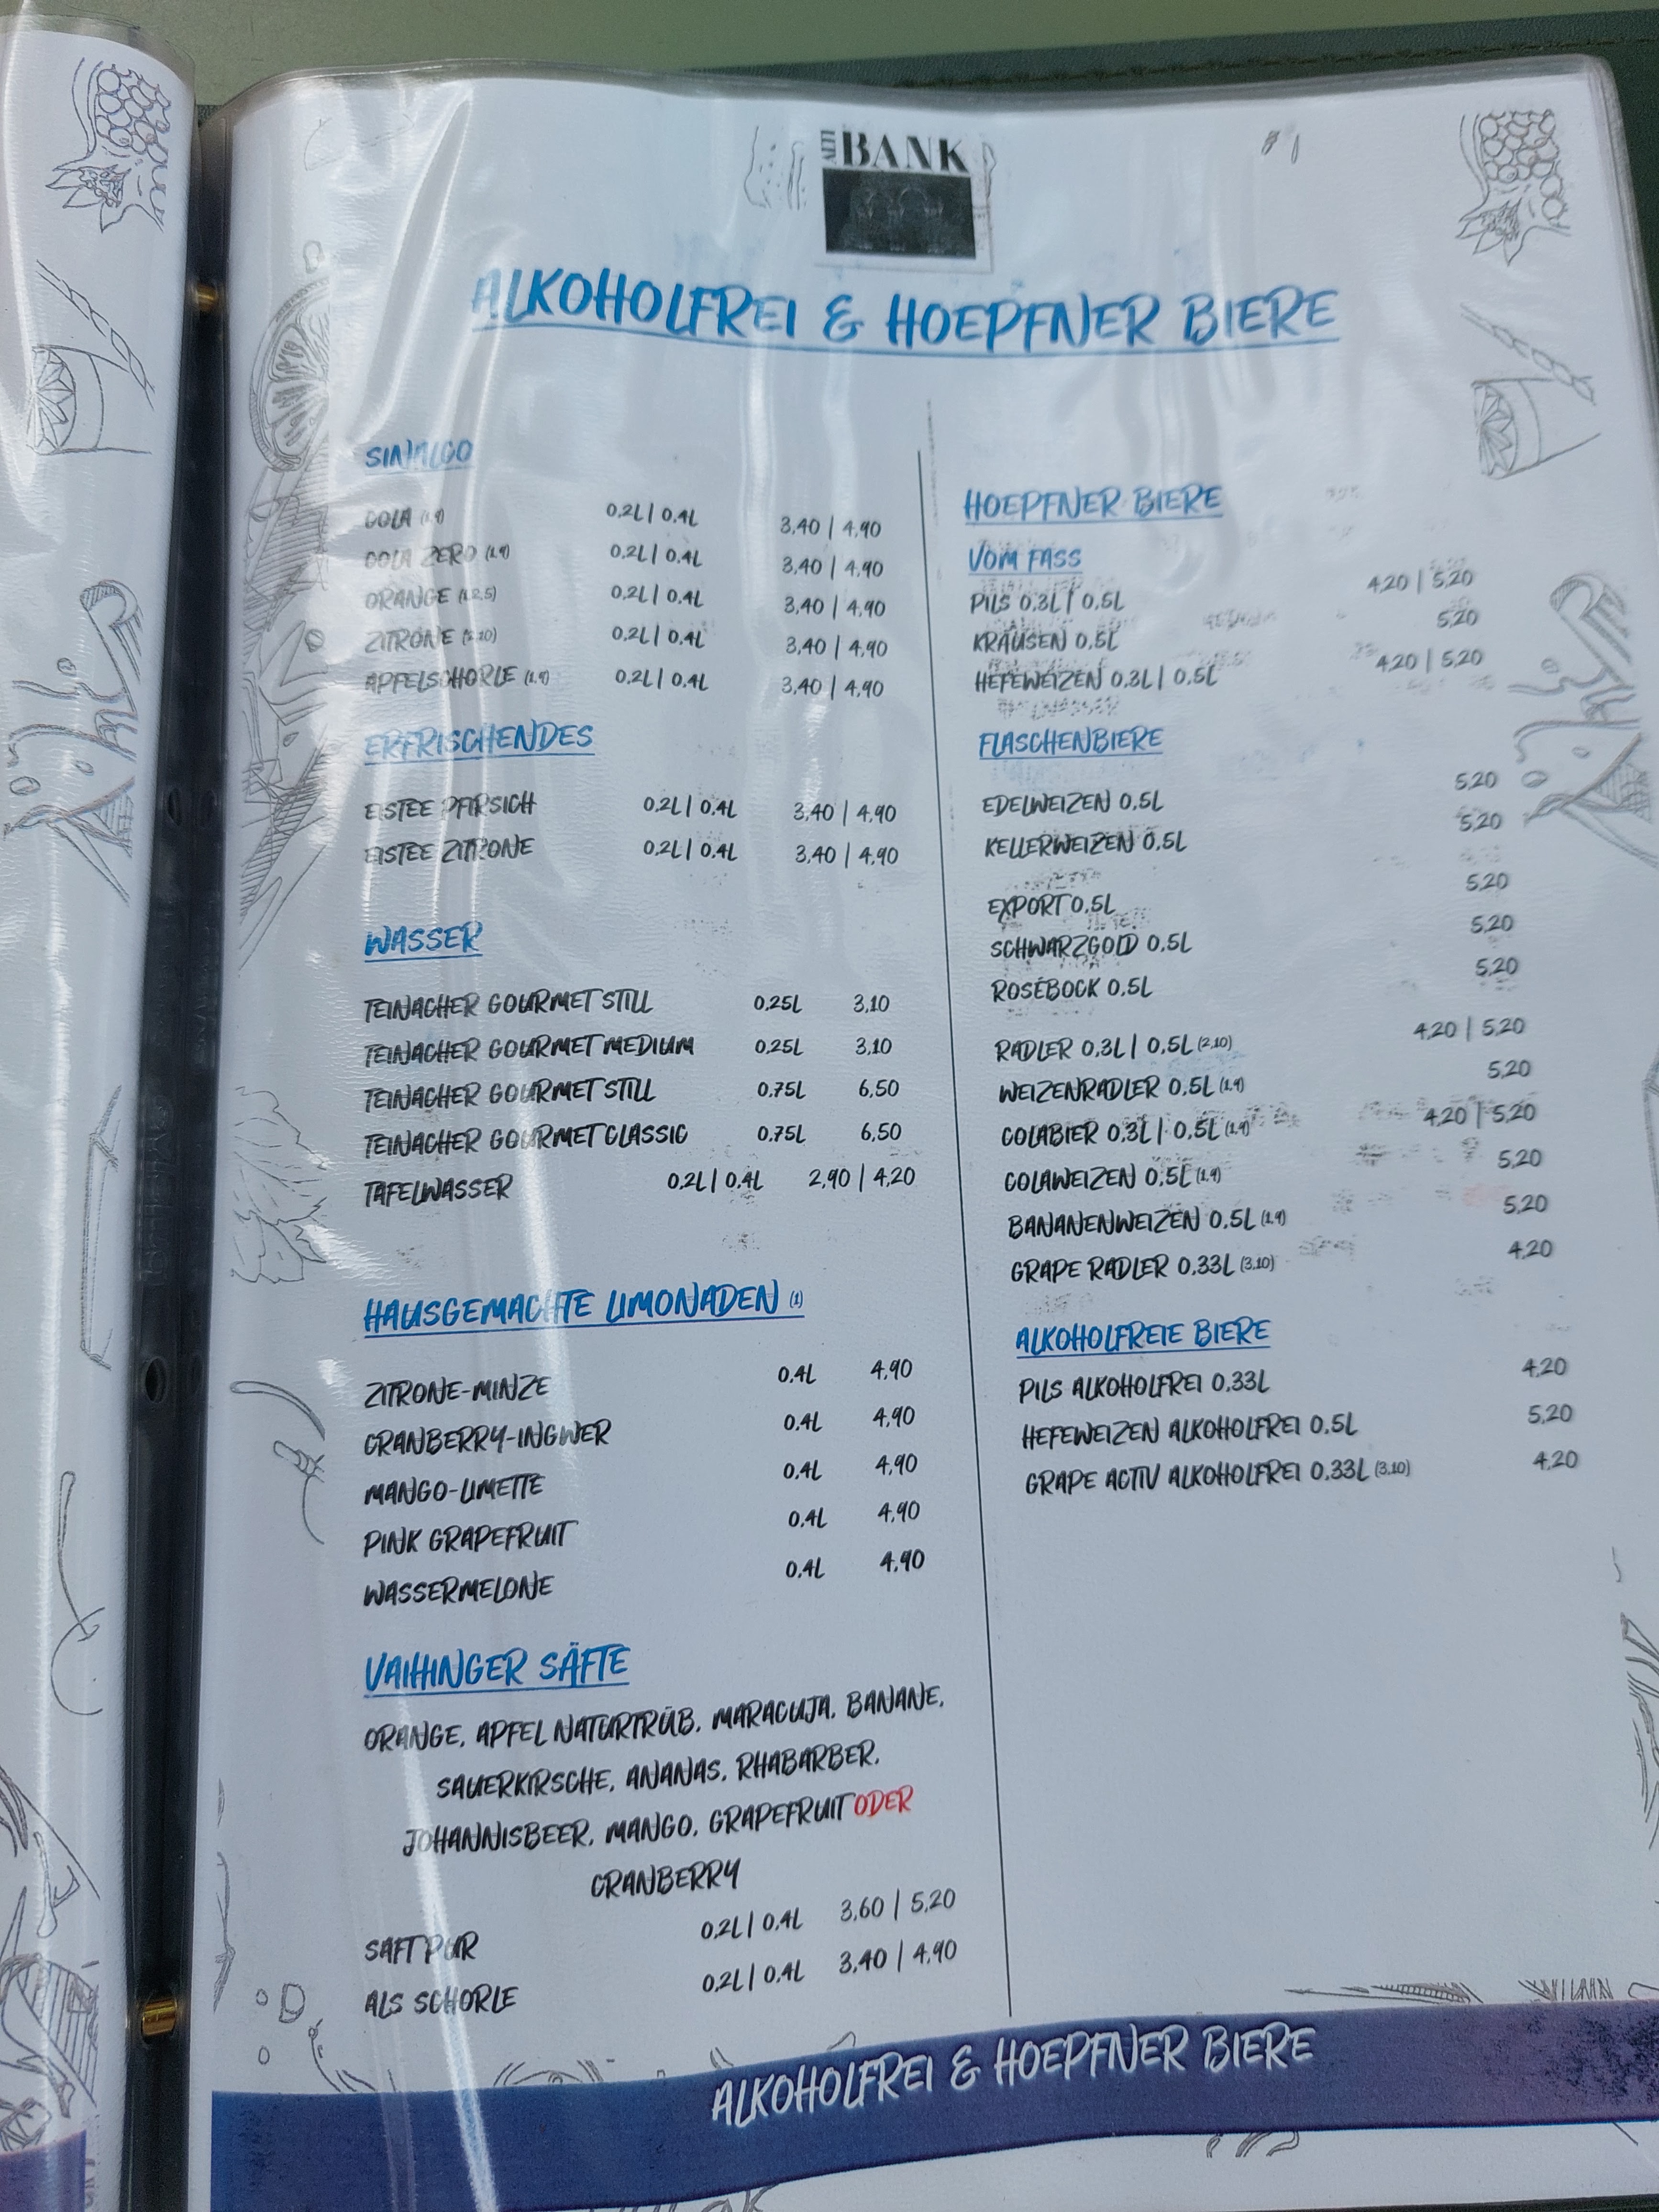 BANK
ALKOHOLFREI & HOEPFNER BIERE
SINALCO
COLA (1,9) 0,2L | 0,4L 3,40 | 4,90
COLA ZERO (1,9) 0,2L | 0,4L 3,40 | 4,90
ORANGE (1,2,5) 0,2L | 0,4L 3,40 | 4,90
ZITRONE 0,2L | 0,4L 3,40 | 4,90
APFELSCHORLE (1,9) 0,2L | 0,4L 3,40 | 4,90
ERFRISCHENDES
EISTEE PFIRSICH 0,2L | 0,4L 3,40 | 4,90
EISTEE ZITRONE 0,2L | 0,4L 3,40 | 4,90
WASSER
TEINACHER GOURMET STILL 0,25L 3,10
TEINACHER GOURMET MEDIUM 0,25L 3,10
TEINACHER GOURMET STILL 0,75L 6,50
TEINACHER GOURMET CLASSIC 0,75L 6,50
TAFELWASSER 0,2L | 0,4L 2,90 | 4,20
HAUSGEMACHTE LIMONADEN (1)
ZITRONE-MINZE 0,4L 4,90
CRANBERRY-INGWER 0,4L 4,90
MANGO-LIMETTE 0,4L 4,90
PINK GRAPEFRUIT 0,4L 4,90
WASSERMELONE 0,4L 4,90
VAIHINGER SÄFTE
ORANGE, APFEL NATURTRÜB, MARACUJA, BANANE,
SAUERKIRSCHE, ANANAS, RHABARBER,
JOHANNISBEER, MANGO, GRAPEFRUIT ODER
CRANBERRY
SAFT PUR 0,2L | 0,4L 3,60 | 5,20
ALS SCHORLE 0,2L | 0,4L 3,40 | 4,90
HOEPFNER BIERE
VOM FASS
PILS 0,3L | 0,5L 4,20 | 5,20
KRÄUSEN 0,5L 5,20
HEFEWEIZEN 0,3L | 0,5L 4,20 | 5,20
FLASCHENBIERE
EDELWEIZEN 0,5L 5,20
KELLERWEIZEN 0,5L 5,20
EXPORT 0,5L 5,20
SCHWARZGOLD 0,5L 5,20
ROSÉBOCK 0,5L 5,20
RADLER 0,3L | 0,5L (2,10) 4,20 | 5,20
WEIZENRADLER 0,5L (1,9) 5,20
COLABIER 0,3L | 0,5L (1,9) 4,20 | 5,20
COLAWEIZEN 0,5L (1,9) 5,20
BANANENWEIZEN 0,5L (1,9) 5,20
GRAPE RADLER 0,33L (3,10) 4,20
ALKOHOLFREIE BIERE
PILS ALKOHOLFREI 0,33L 4,20
HEFEWEIZEN ALKOHOLFREI 0,5L 5,20
GRAPE ACTIV ALKOHOLFREI 0,33L (3,10) 4,20
ALKOHOLFREI & HOEPFNER BIERE